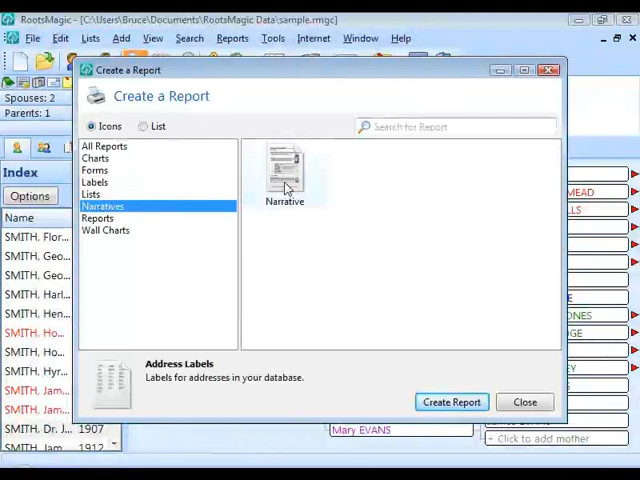 RootsMagic - [C:\Users\Bruce\Documents\RootsMagic Data\sample.rmgc]
File Edit Lists Add View Search Reports Tools Internet Window Help
Spouses: 2
Parents: 1
Index
Options
Name
SMITH, Flor...
SMITH, Geo...
SMITH, Geo...
SMITH, Harl...
SMITH, Hen...
SMITH, Ho...
SMITH, Ho...
SMITH, Hyr...
SMITH, Jam...
SMITH, Jam...
SMITH, Dr. J... 1907
SMITH, Jam... 1912
Create a Report
Create a Report
Icons List
Search for Report
All Reports
Charts
Forms
Labels
Lists
Narratives
Reports
Wall Charts
Narrative
Address Labels
Labels for addresses in your database.
Create Report Close
MEAD
LLS
E
ONES
DGE
EY
Mary EVANS
+ Click to add mother